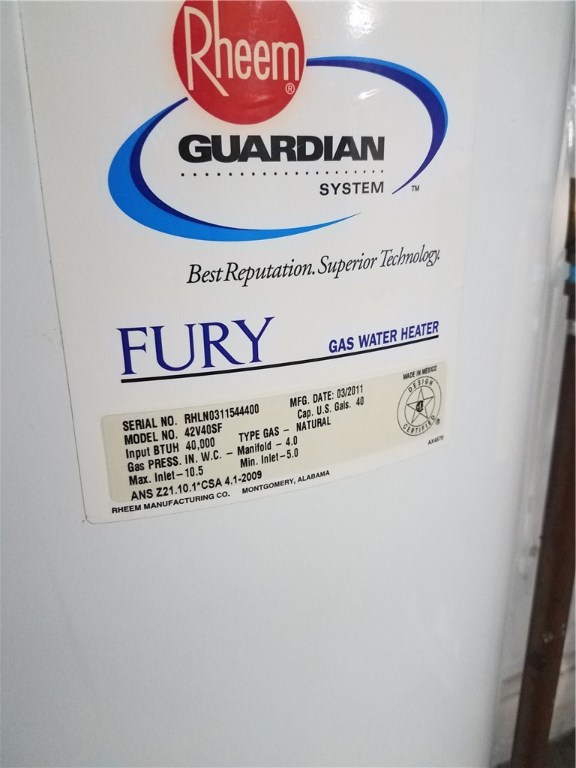 Rheem®
GUARDIAN
SYSTEM ™
Best Reputation. Superior Technology.
FURY GAS WATER HEATER
SERIAL NO. RHLN0311544400 MFG. DATE: 03/2011
MODEL NO. 42V40SF Cap. U.S. Gals. 40
Input BTUH 40,000 TYPE GAS – NATURAL
Gas PRESS. IN. W.C. – Manifold – 4.0
Max. Inlet – 10.5 Min. Inlet – 5.0
ANS Z21.10.1*CSA 4.1-2009
RHEEM MANUFACTURING CO. MONTGOMERY, ALABAMA
MADE IN MEXICO
DESIGN
CERTIFIED